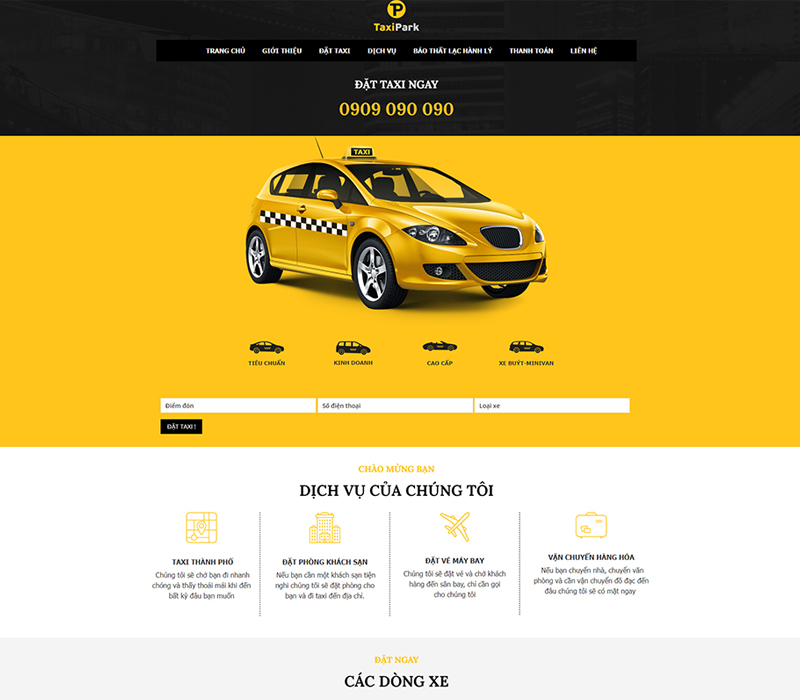 TaxiPark
TRANG CHỦ GIỚI THIỆU ĐẶT TAXI DỊCH VỤ BÁO THẤT LẠC HÀNH LÝ THANH TOÁN LIÊN HỆ
ĐẶT TAXI NGAY
0909 090 090
TAXI
TIÊU CHUẨN KINH DOANH CAO CẤP XE BUÝT-MINIVAN
Điểm đón Số điện thoại Loại xe
ĐẶT TAXI !
CHÀO MỪNG BẠN
DỊCH VỤ CỦA CHÚNG TÔI
TAXI THÀNH PHỐ
Chúng tôi sẽ chở bạn đi nhanh
chóng và thấy thoải mái khi đến
bất kỳ đâu bạn muốn
ĐẶT PHÒNG KHÁCH SẠN
Nếu bạn cần một khách sạn tiện
nghi chúng tôi sẽ đặt phòng cho
bạn và đi taxi đến địa chỉ.
ĐẶT VÉ MÁY BAY
Chúng tôi sẽ đặt vé và chở khách
hàng đến sân bay, chỉ cần gọi
cho chúng tôi
VẬN CHUYỂN HÀNG HÓA
Nếu bạn chuyển nhà, chuyển văn
phòng và cần vận chuyển đồ đạc đến
đâu chúng tôi sẽ có mặt ngay
ĐẶT NGAY
CÁC DÒNG XE